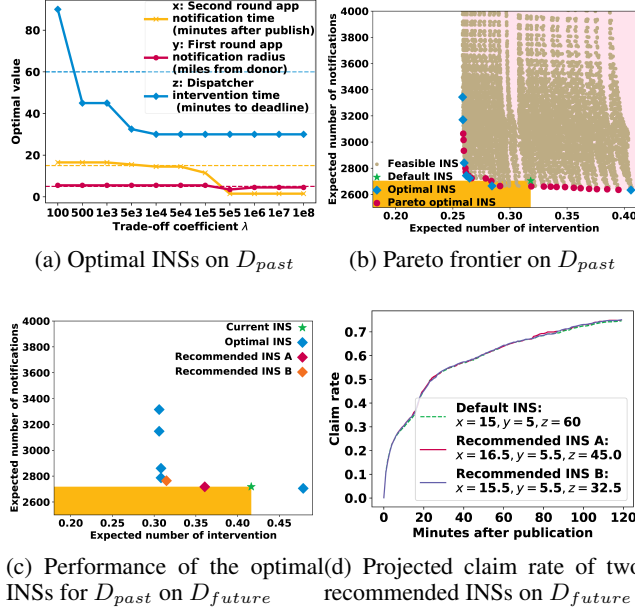 x: Second round app
notification time
(minutes after publish)
y: First round app
notification radius
(miles from donor)
z: Dispatcher
intervention time
(minutes to deadline)
Optimal value
80
60
40
20
0
100 500 1e3 5e3 1e4 5e4 1e5 5e5 1e6 1e7 1e8
Trade-off coefficient λ
(a) Optimal INSs on D_past
Expected number of notifications
4000
3800
3600
3400
3200
3000
2800
2600
Feasible INS
Default INS
Optimal INS
Pareto optimal INS
0.20 0.25 0.30 0.35 0.40
Expected number of intervention
(b) Pareto frontier on D_past
Expected number of notifications
4000
3800
3600
3400
3200
3000
2800
2600
Current INS
Optimal INS
Recommended INS A
Recommended INS B
0.20 0.25 0.30 0.35 0.40 0.45
Expected number of intervention
(c) Performance of the optimal
INSs for D_past on D_future
Claim rate
0.7
0.6
0.5
0.4
0.3
0.2
0.1
0.0
Default INS:
x = 15, y = 5, z = 60
Recommended INS A:
x = 16.5, y = 5.5, z = 45.0
Recommended INS B:
x = 15.5, y = 5.5, z = 32.5
0 20 40 60 80 100 120
Minutes after publication
(d) Projected claim rate of two
recommended INSs on D_future